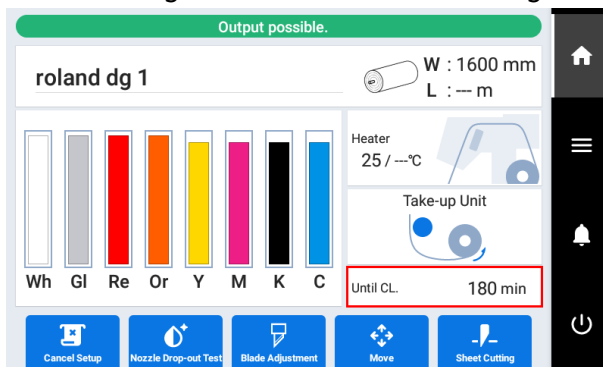 Output possible.
roland dg 1
W : 1600 mm
L : --- m
Heater
25 / ---℃
Take-up Unit
Wh Gl Re Or Y M K C
Until CL. 180 min
Cancel Setup Nozzle Drop-out Test Blade Adjustment Move Sheet Cutting